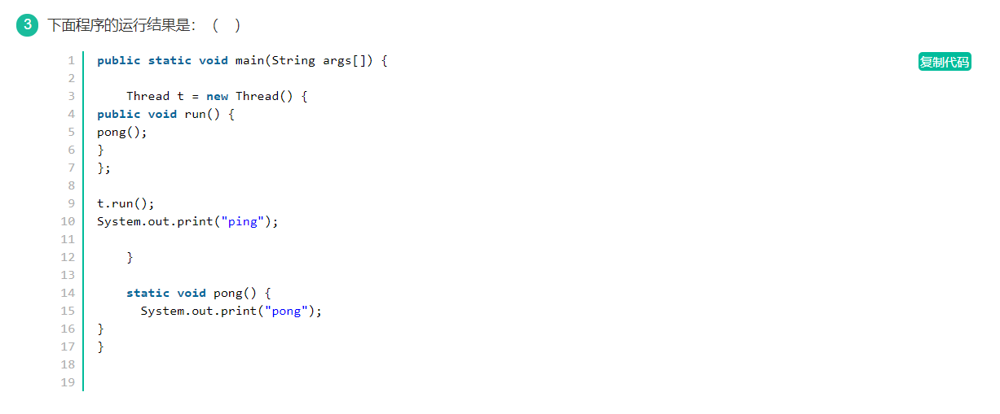 3 下面程序的运行结果是：（ ）
复制代码
1 public static void main(String args[]) {
2
3     Thread t = new Thread() {
4 public void run() {
5 pong();
6 }
7 };
8
9 t.run();
10 System.out.print("ping");
11
12     }
13
14     static void pong() {
15       System.out.print("pong");
16 }
17 }
18
19